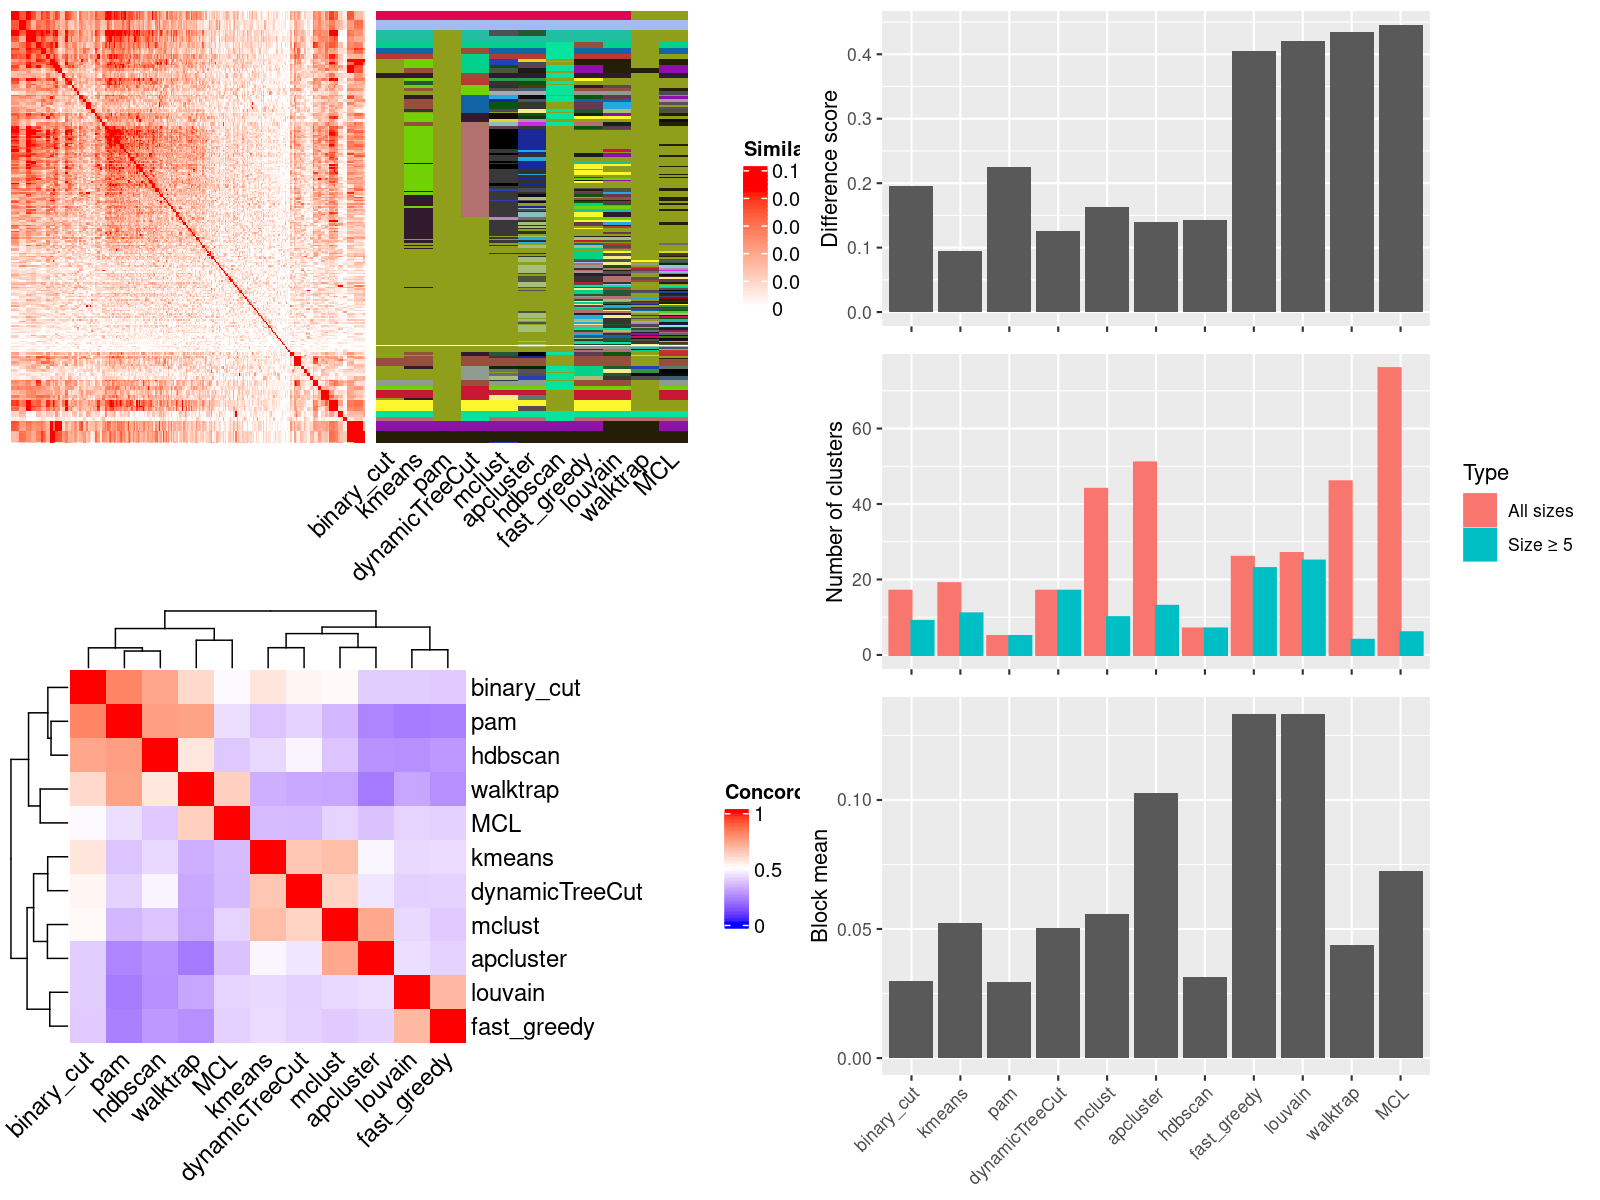 Simila
0.1
0.0
0.0
0.0
0.0
0
binary_cut
kmeans
pam
dynamicTreeCut
mclust
apcluster
hdbscan
fast_greedy
louvain
walktrap
MCL
binary_cut
pam
hdbscan
walktrap
MCL
kmeans
dynamicTreeCut
mclust
apcluster
louvain
fast_greedy
binary_cut
pam
hdbscan
walktrap
MCL
kmeans
dynamicTreeCut
mclust
apcluster
louvain
fast_greedy
Concord
1
0.5
0
Difference score
0.4
0.3
0.2
0.1
0.0
Number of clusters
60
40
20
0
Type
All sizes
Size ≥ 5
Block mean
0.10
0.05
0.00
binary_cut
kmeans
pam
dynamicTreeCut
mclust
apcluster
hdbscan
fast_greedy
louvain
walktrap
MCL